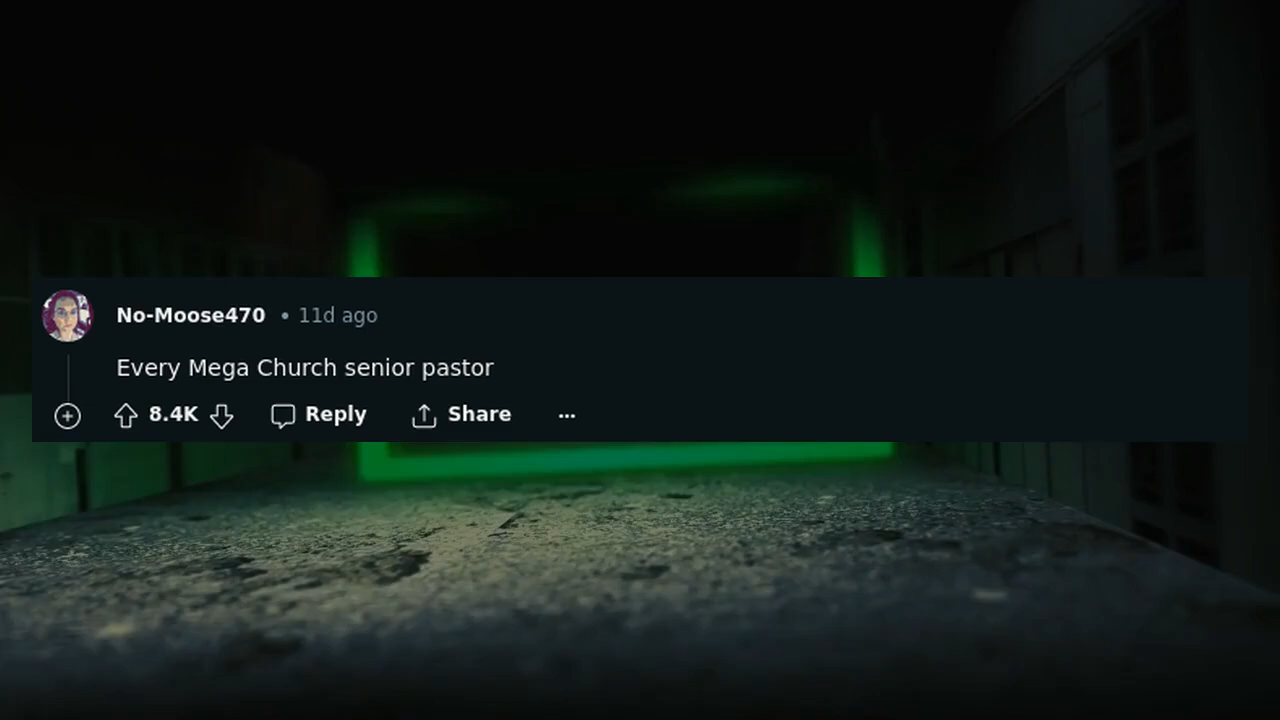 No-Moose470 • 11d ago
Every Mega Church senior pastor
8.4K Reply Share ...